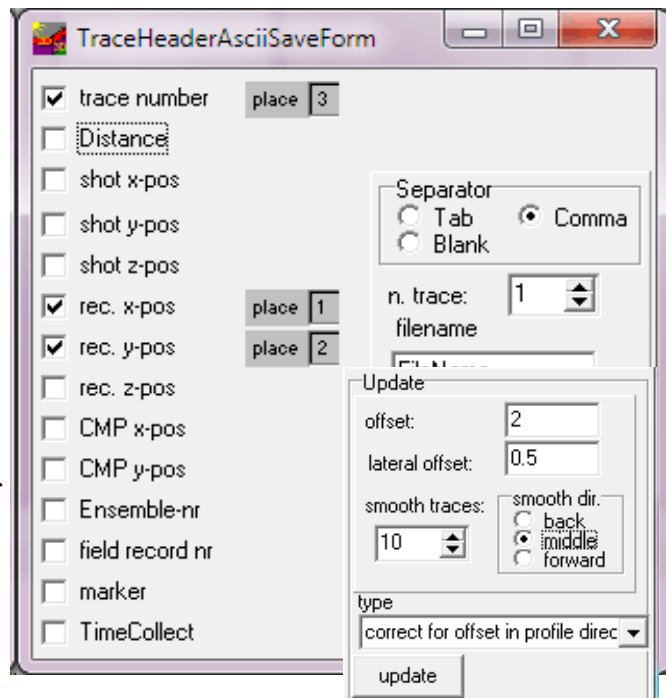 TraceHeaderAsciiSaveForm
trace number place 3
Distance
shot x-pos
shot y-pos
shot z-pos
rec. x-pos place 1
rec. y-pos place 2
rec. z-pos
CMP x-pos
CMP y-pos
Ensemble-nr
field record nr
marker
TimeCollect
Separator
Tab Comma
Blank
n. trace: 1
filename
FileName
Update
offset: 2
lateral offset: 0.5
smooth traces: 10
smooth dir.
back
middle
forward
type
correct for offset in profile direc
update